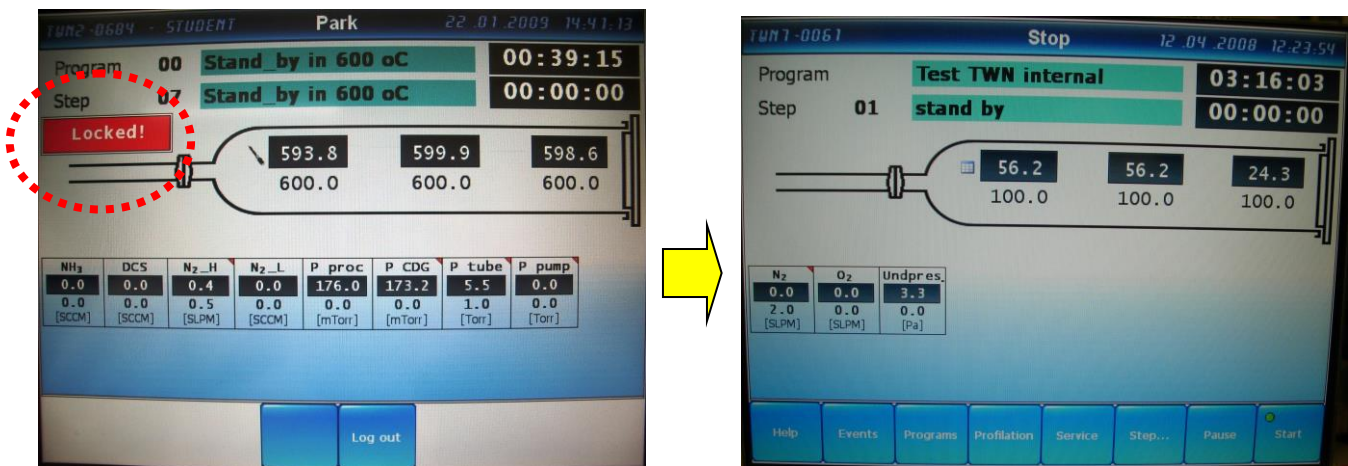 TWN2-0684 - STUDENT Park 22.01.2009 14:41:13
Program 00 Stand_by in 600 oC 00:39:15
Step 07 Stand_by in 600 oC 00:00:00
Locked!
593.8 599.9 598.6
600.0 600.0 600.0
NH₃ DCS N₂_H N₂_L P proc P CDG P tube P pump
0.0 0.0 0.4 0.0 176.0 173.2 5.5 0.0
0.0 0.0 0.5 0.0 0.0 0.0 1.0 0.0
[SCCM] [SCCM] [SLPM] [SCCM] [mTorr] [mTorr] [Torr] [Torr]
Log out
TWN1-0061 Stop 12.04.2008 12:23:54
Program Test TWN internal 03:16:03
Step 01 stand by 00:00:00
56.2 56.2 24.3
100.0 100.0 100.0
N₂ O₂ Undpres.
0.0 0.0 3.3
2.0 0.0 0.0
[SLPM] [SLPM] [Pa]
Help Events Programs Profilation Service Step... Pause Start